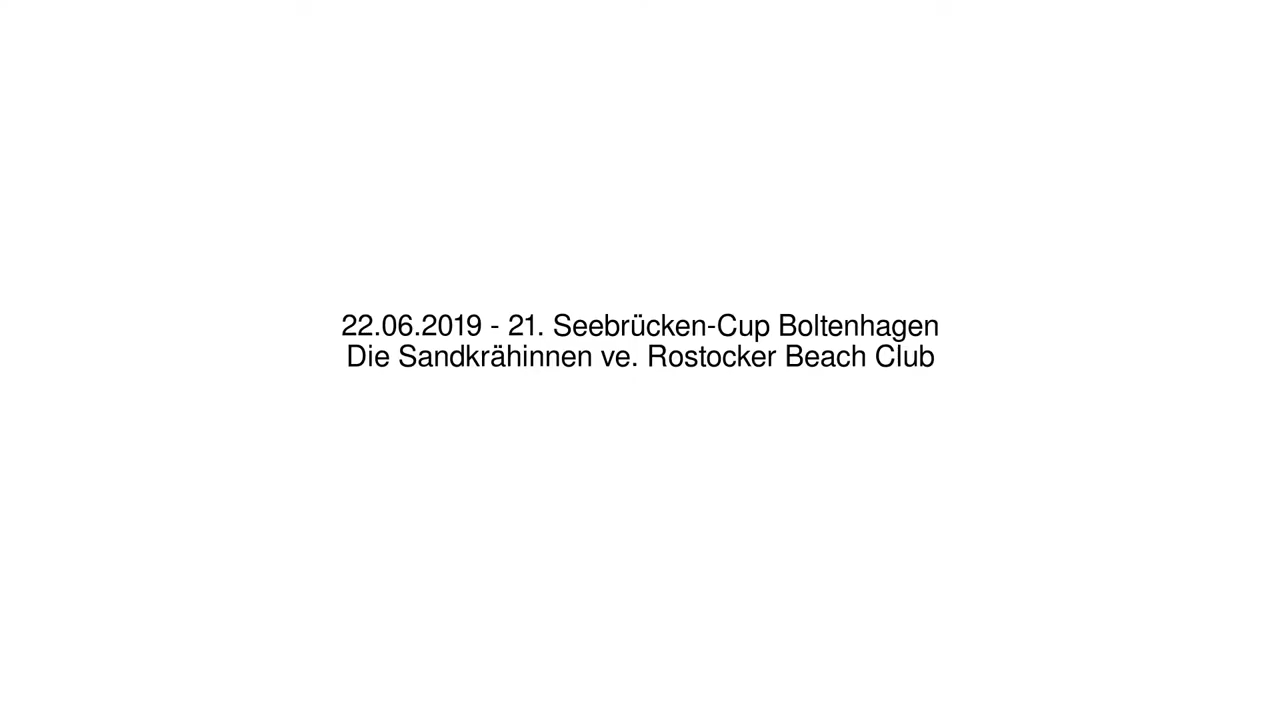 22.06.2019 - 21. Seebrücken-Cup Boltenhagen
Die Sandkrähinnen ve. Rostocker Beach Club